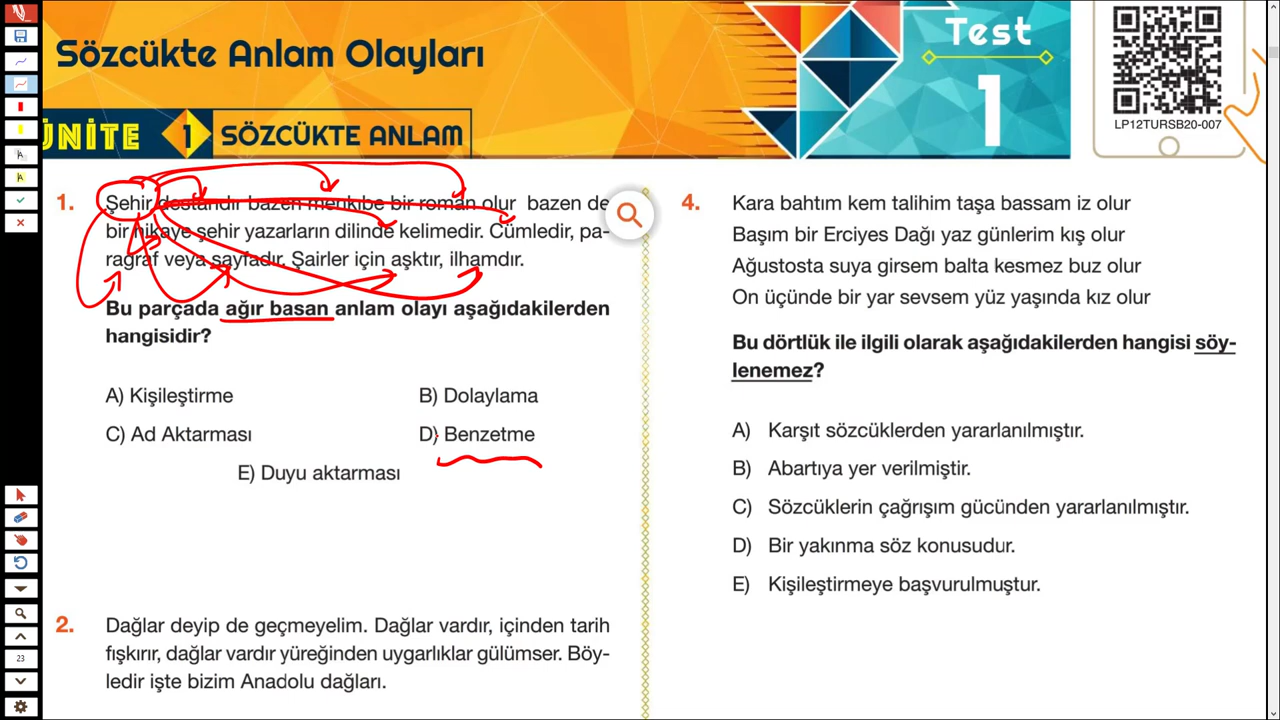 Sözcükte Anlam Olayları
Test
1
ÜNİTE 1 SÖZCÜKTE ANLAM
LP12TURSB20-007
1. Şehir destandır bazen menkıbe bir roman olur bazen de
bir hikaye şehir yazarların dilinde kelimedir. Cümledir, pa-
ragraf veya sayfadır. Şairler için aşktır, ilhamdır.
Bu parçada ağır basan anlam olayı aşağıdakilerden
hangisidir?
A) Kişileştirme
B) Dolaylama
C) Ad Aktarması
D) Benzetme
E) Duyu aktarması
2. Dağlar deyip de geçmeyelim. Dağlar vardır, içinden tarih
fışkırır, dağlar vardır yüreğinden uygarlıklar gülümser. Böy-
ledir işte bizim Anadolu dağları.
4. Kara bahtım kem talihim taşa bassam iz olur
Başım bir Erciyes Dağı yaz günlerim kış olur
Ağustosta suya girsem balta kesmez buz olur
On üçünde bir yar sevsem yüz yaşında kız olur
Bu dörtlük ile ilgili olarak aşağıdakilerden hangisi söy-
lenemez?
A) Karşıt sözcüklerden yararlanılmıştır.
B) Abartıya yer verilmiştir.
C) Sözcüklerin çağrışım gücünden yararlanılmıştır.
D) Bir yakınma söz konusudur.
E) Kişileştirmeye başvurulmuştur.
23